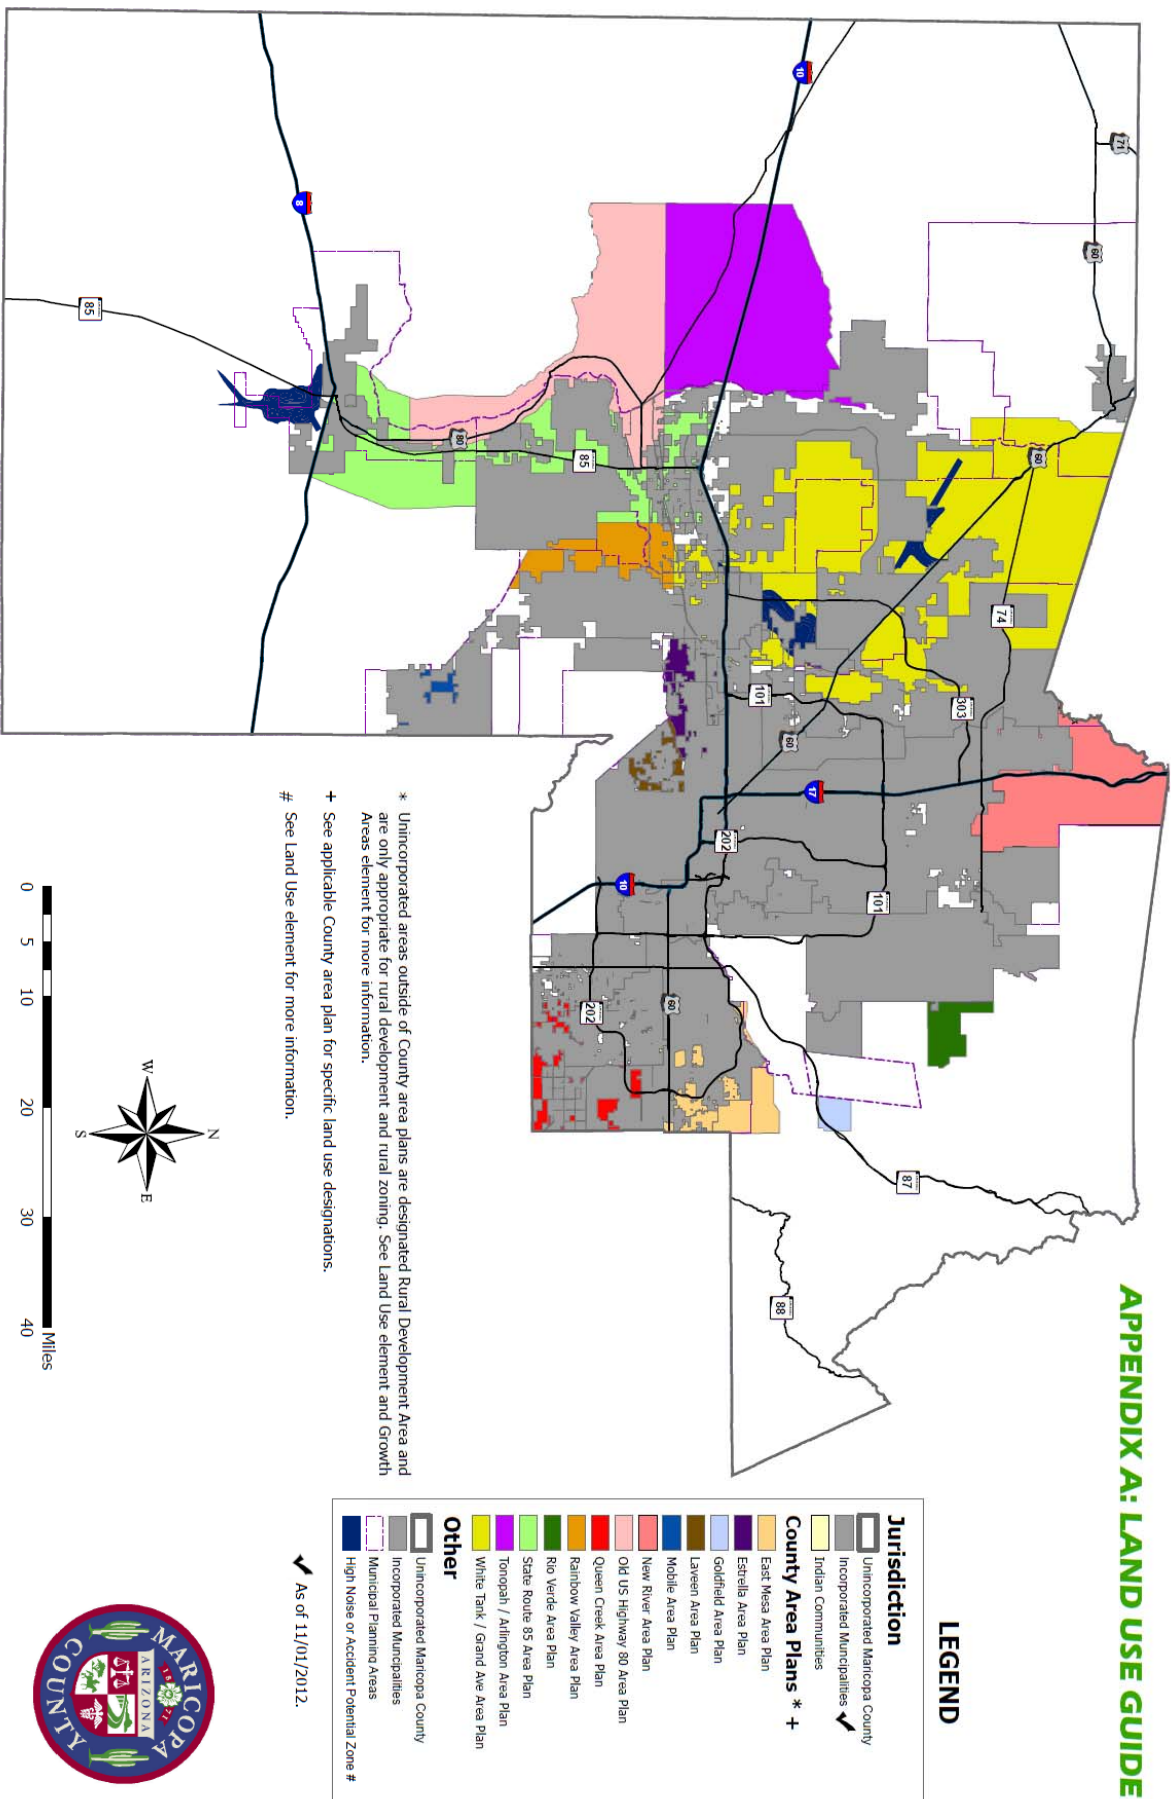 APPENDIX A: LAND USE GUIDE
71
60
60
10
8
85
80
85
74
303
101
60
17
202
101
10
202
60
87
88
LEGEND
Jurisdiction
Unincorporated Maricopa County
Incorporated Municipalities ✔
Indian Communities
County Area Plans * +
East Mesa Area Plan
Estrella Area Plan
Goldfield Area Plan
Laveen Area Plan
Mobile Area Plan
New River Area Plan
Old US Highway 80 Area Plan
Queen Creek Area Plan
Rainbow Valley Area Plan
Rio Verde Area Plan
State Route 85 Area Plan
Tonopah / Arlington Area Plan
White Tank / Grand Ave Area Plan
Other
Unincorporated Maricopa County
Incorporated Municipalities
Municipal Planning Areas
High Noise or Accident Potential Zone #
✔ As of 11/01/2012.
* Unincorporated areas outside of County area plans are designated Rural Development Area and
are only appropriate for rural development and rural zoning. See Land Use element and Growth
Areas element for more information.
+ See applicable County area plan for specific land use designations.
# See Land Use element for more information.
N
W
E
S
0 5 10 20 30 40
Miles
MARICOPA
ARIZONA
18 71
COUNTY